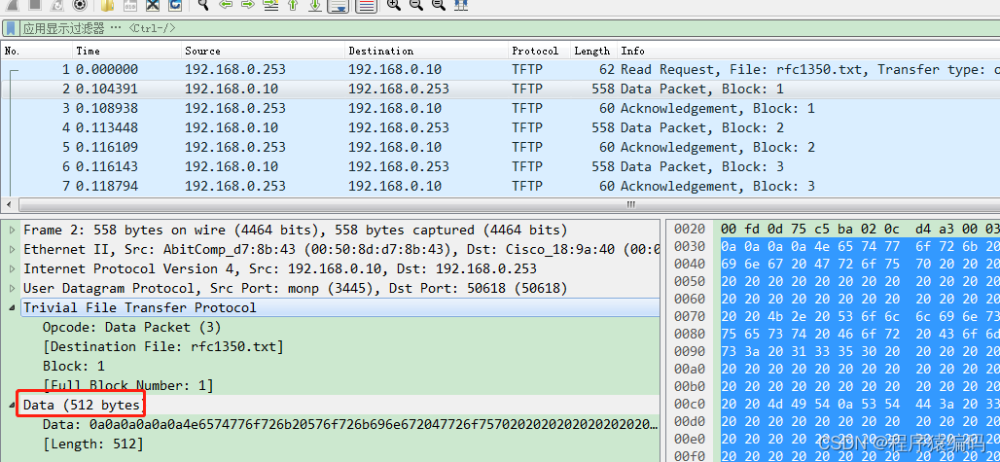 应用显示过滤器 … <Ctrl-/>
No. Time Source Destination Protocol Length Info
1 0.000000 192.168.0.253 192.168.0.10 TFTP 62 Read Request, File: rfc1350.txt, Transfer type: o
2 0.104391 192.168.0.10 192.168.0.253 TFTP 558 Data Packet, Block: 1
3 0.108938 192.168.0.253 192.168.0.10 TFTP 60 Acknowledgement, Block: 1
4 0.113448 192.168.0.10 192.168.0.253 TFTP 558 Data Packet, Block: 2
5 0.116109 192.168.0.253 192.168.0.10 TFTP 60 Acknowledgement, Block: 2
6 0.116143 192.168.0.10 192.168.0.253 TFTP 558 Data Packet, Block: 3
7 0.118794 192.168.0.253 192.168.0.10 TFTP 60 Acknowledgement, Block: 3
Frame 2: 558 bytes on wire (4464 bits), 558 bytes captured (4464 bits)
Ethernet II, Src: AbitComp_d7:8b:43 (00:50:8d:d7:8b:43), Dst: Cisco_18:9a:40 (00:0
Internet Protocol Version 4, Src: 192.168.0.10, Dst: 192.168.0.253
User Datagram Protocol, Src Port: monp (3445), Dst Port: 50618 (50618)
Trivial File Transfer Protocol
Opcode: Data Packet (3)
[Destination File: rfc1350.txt]
Block: 1
[Full Block Number: 1]
Data (512 bytes)
Data: 0a0a0a0a0a0a4e6574776f726b20576f726b696e672047726f75702020202020202020202020…
[Length: 512]
0020 00 fd 0d 75 c5 ba 02 0c d4 a3 00 03
0030 0a 0a 0a 0a 4e 65 74 77 6f 72 6b 20
0040 69 6e 67 20 47 72 6f 75 70 20 20 20
0050 20 20 20 20 20 20 20 20 20 20 20 20
0060 20 20 20 20 20 20 20 20 20 20 20 20
0070 20 20 4b 2e 20 53 6f 6c 6c 69 6e 73
0080 75 65 73 74 20 46 6f 72 20 43 6f 6d
0090 73 3a 20 31 33 35 30 20 20 20 20 20
00a0 20 20 20 20 20 20 20 20 20 20 20 20
00b0 20 20 20 20 20 20 20 20 20 20 20 20
00c0 20 20 4d 49 54 0a 53 54 44 3a 20 33
00d0 20 20 20 20 20 20 20 20 20 20 20 20
00e0 20 20 20 20 20 20 20 20 20 20 20 20
00f0 20 20 20 20 20 20 20 20 20 20 20 20
CSDN @程序猿编码